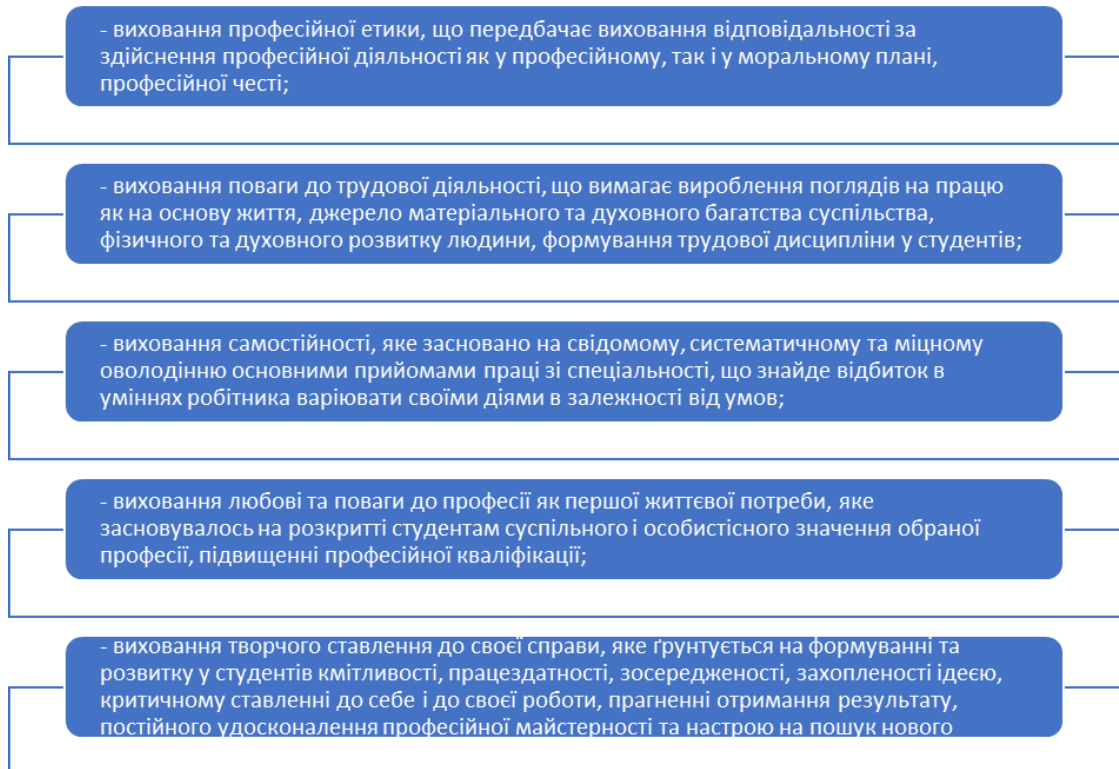 - виховання професійної етики, що передбачає виховання відповідальності за
здійснення професійної діяльності як у професійному, так і у моральному плані,
професійної честі;
- виховання поваги до трудової діяльності, що вимагає вироблення поглядів на працю
як на основу життя, джерело матеріального та духовного багатства суспільства,
фізичного та духовного розвитку людини, формування трудової дисципліни у студентів;
- виховання самостійності, яке засновано на свідомому, систематичному та міцному
оволодінню основними прийомами праці зі спеціальності, що знайде відбиток в
уміннях робітника варіювати своїми діями в залежності від умов;
- виховання любові та поваги до професії як першої життєвої потреби, яке
засновувалось на розкритті студентам суспільного і особистісного значення обраної
професії, підвищенні професійної кваліфікації;
- виховання творчого ставлення до своєї справи, яке ґрунтується на формуванні та
розвитку у студентів кмітливості, працездатності, зосередженості, захопленості ідеєю,
критичному ставленні до себе і до своєї роботи, прагненні отримання результату,
постійного удосконалення професійної майстерності та настрою на пошук нового